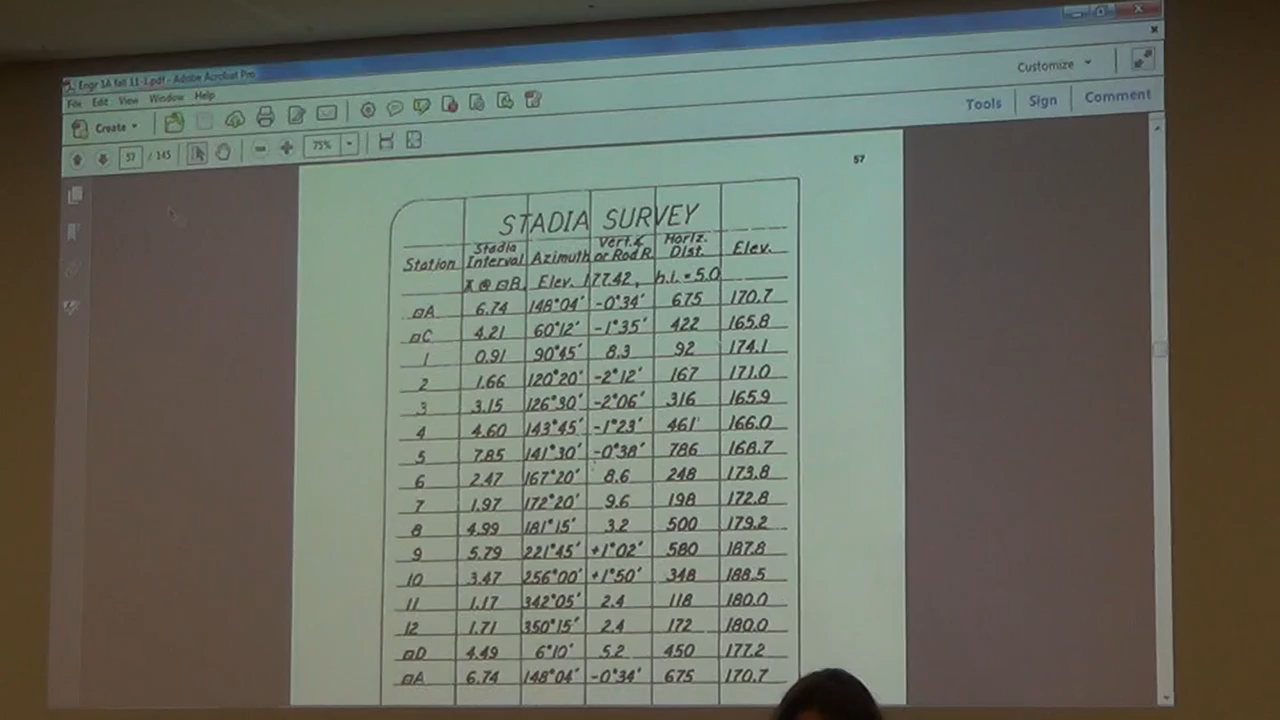 Engr 1A fall 11-1.pdf - Adobe Acrobat Pro
File Edit View Window Help
Customize
Create
Tools Sign Comment
57 / 145 75%
57
STADIA SURVEY
Station Stadia Interval Azimuth Vert.∡ or Rod R. Horiz. Dist. Elev.
⊼ @ ⊡B, Elev. 177.42, h.i. = 5.0
⊡A 6.74 148°04' -0°34' 675 170.7
⊡C 4.21 60°12' -1°35' 422 165.8
1 0.91 90°45' 8.3 92 174.1
2 1.66 120°20' -2°12' 167 171.0
3 3.15 126°30' -2°06' 316 165.9
4 4.60 143°45' -1°23' 461 166.0
5 7.85 141°30' -0°38' 786 168.7
6 2.47 167°20' 8.6 248 173.8
7 1.97 172°20' 9.6 198 172.8
8 4.99 181°15' 3.2 500 179.2
9 5.79 221°45' +1°02' 580 187.8
10 3.47 256°00' +1°50' 348 188.5
11 1.17 342°05' 2.4 118 180.0
12 1.71 350°15' 2.4 172 180.0
⊡D 4.49 6°10' 5.2 450 177.2
⊡A 6.74 148°04' -0°34' 675 170.7